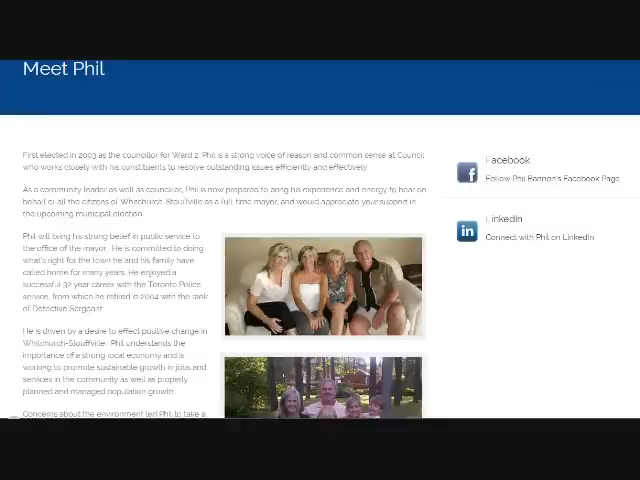 Meet Phil
First elected in 2003 as the councillor for Ward 2, Phil is a strong voice of reason and common sense at Council
who works closely with his constituents to resolve outstanding issues efficiently and effectively.
As a community leader as well as councillor, Phil is now prepared to bring his experience and energy to bear on
behalf of all the citizens of Whitchurch-Stouffville as a full-time mayor, and would appreciate your support in
the upcoming municipal election.
Phil will bring his strong belief in public service to
the office of the mayor. He is committed to doing
what's right for the town he and his family have
called home for many years. He enjoyed a
successful 32 year career with the Toronto Police
service, from which he retired in 2004 with the rank
of Detective Sergeant.
He is driven by a desire to effect positive change in
Whitchurch-Stouffville. Phil understands the
importance of a strong local economy and is
working to promote sustainable growth in jobs and
services in the community as well as properly
planned and managed population growth.
Concerns about the environment led Phil to take a
Facebook
Follow Phil Bannon's Facebook Page
LinkedIn
Connect with Phil on LinkedIn